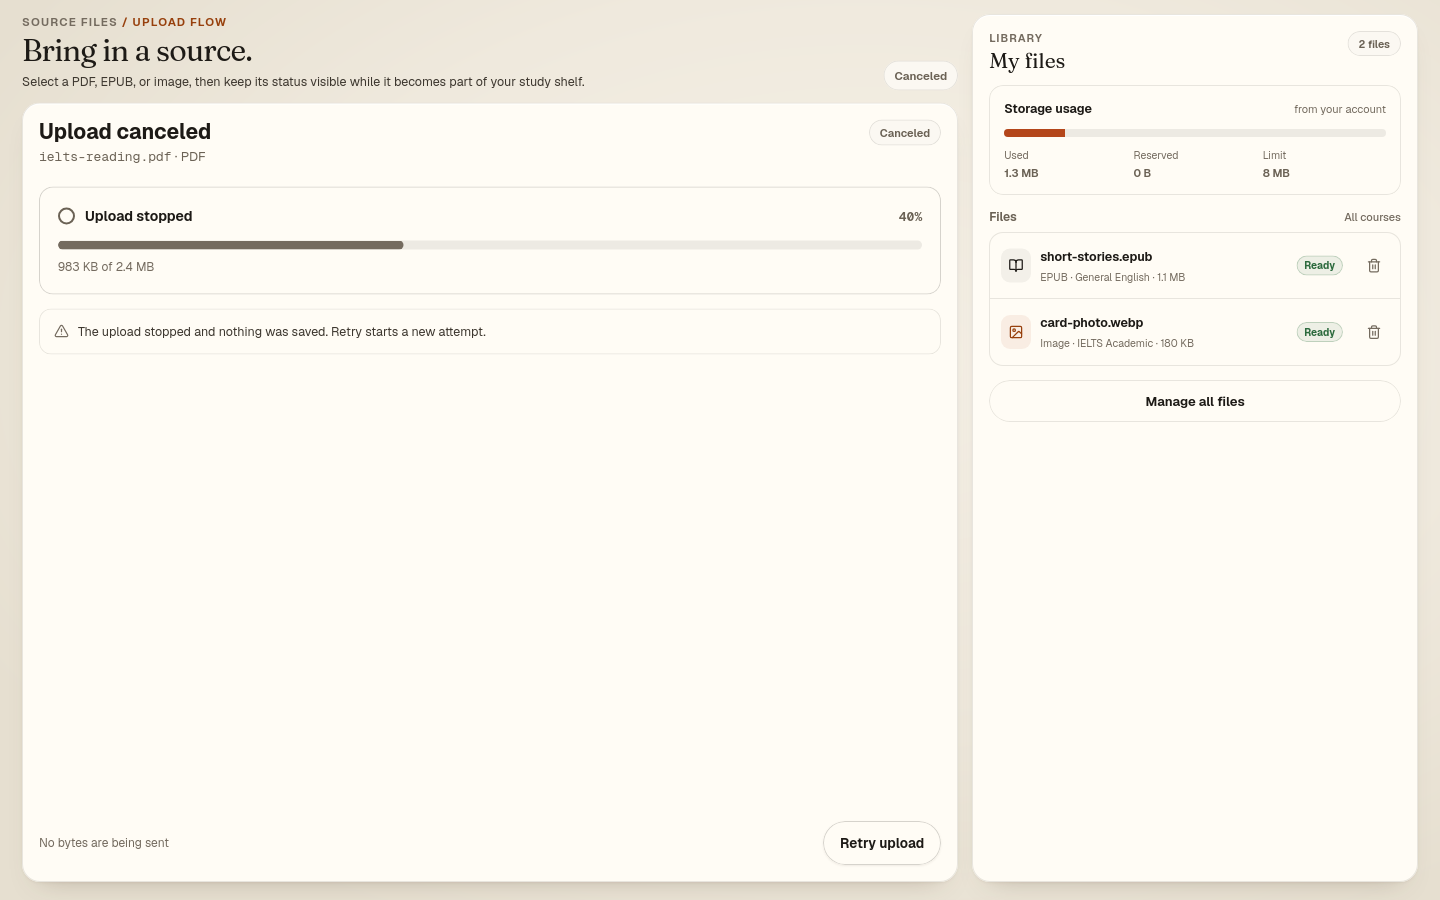 SOURCE FILES / UPLOAD FLOW
Bring in a source.
Select a PDF, EPUB, or image, then keep its status visible while it becomes part of your study shelf.
Canceled
Upload canceled
Canceled
ielts-reading.pdf · PDF
Upload stopped
40%
983 KB of 2.4 MB
The upload stopped and nothing was saved. Retry starts a new attempt.
No bytes are being sent
Retry upload
LIBRARY
My files
2 files
Storage usage
from your account
Used
Reserved
Limit
1.3 MB
0 B
8 MB
Files
All courses
short-stories.epub
EPUB · General English · 1.1 MB
Ready
card-photo.webp
Image · IELTS Academic · 180 KB
Ready
Manage all files